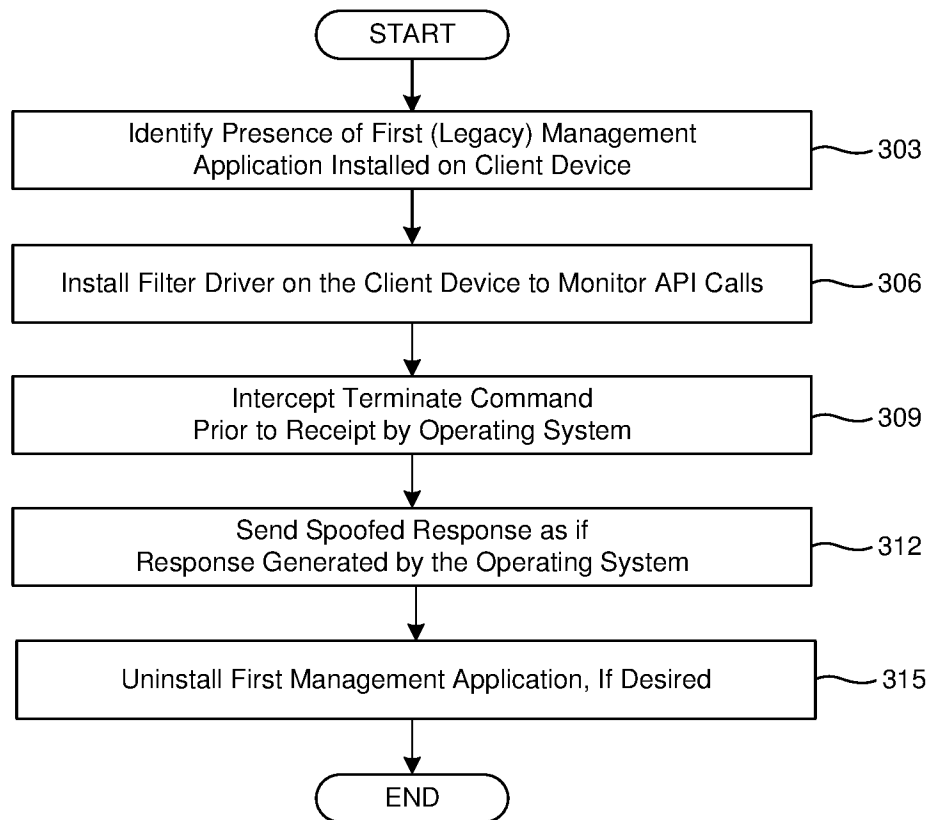 START
Identify Presence of First (Legacy) Management
Application Installed on Client Device
303
Install Filter Driver on the Client Device to Monitor API Calls
306
Intercept Terminate Command
Prior to Receipt by Operating System
309
Send Spoofed Response as if
Response Generated by the Operating System
312
Uninstall First Management Application, If Desired
315
END